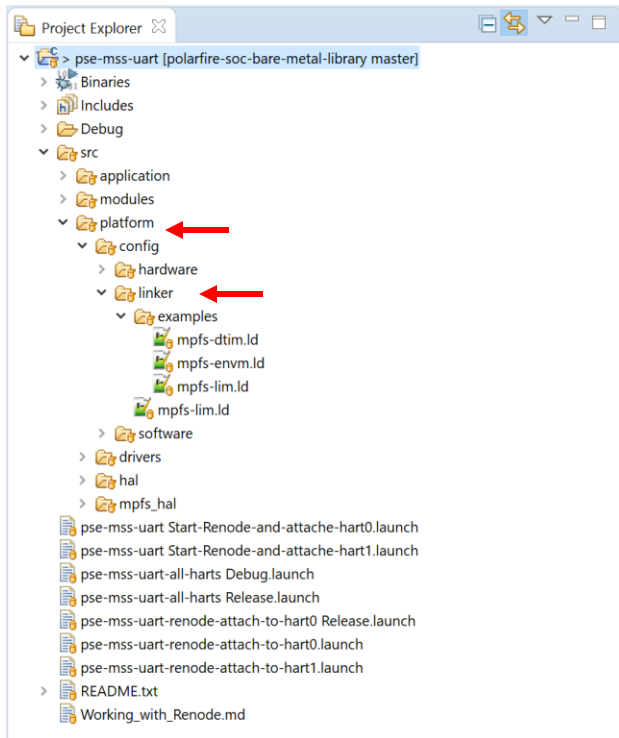 Project Explorer
> pse-mss-uart [polarfire-soc-bare-metal-library master]
Binaries
Includes
Debug
src
application
modules
platform
config
hardware
linker
examples
mpfs-dtim.ld
mpfs-envm.ld
mpfs-lim.ld
mpfs-lim.ld
software
drivers
hal
mpfs_hal
pse-mss-uart Start-Renode-and-attache-hart0.launch
pse-mss-uart Start-Renode-and-attache-hart1.launch
pse-mss-uart-all-harts Debug.launch
pse-mss-uart-all-harts Release.launch
pse-mss-uart-renode-attach-to-hart0 Release.launch
pse-mss-uart-renode-attach-to-hart0.launch
pse-mss-uart-renode-attach-to-hart1.launch
README.txt
Working_with_Renode.md